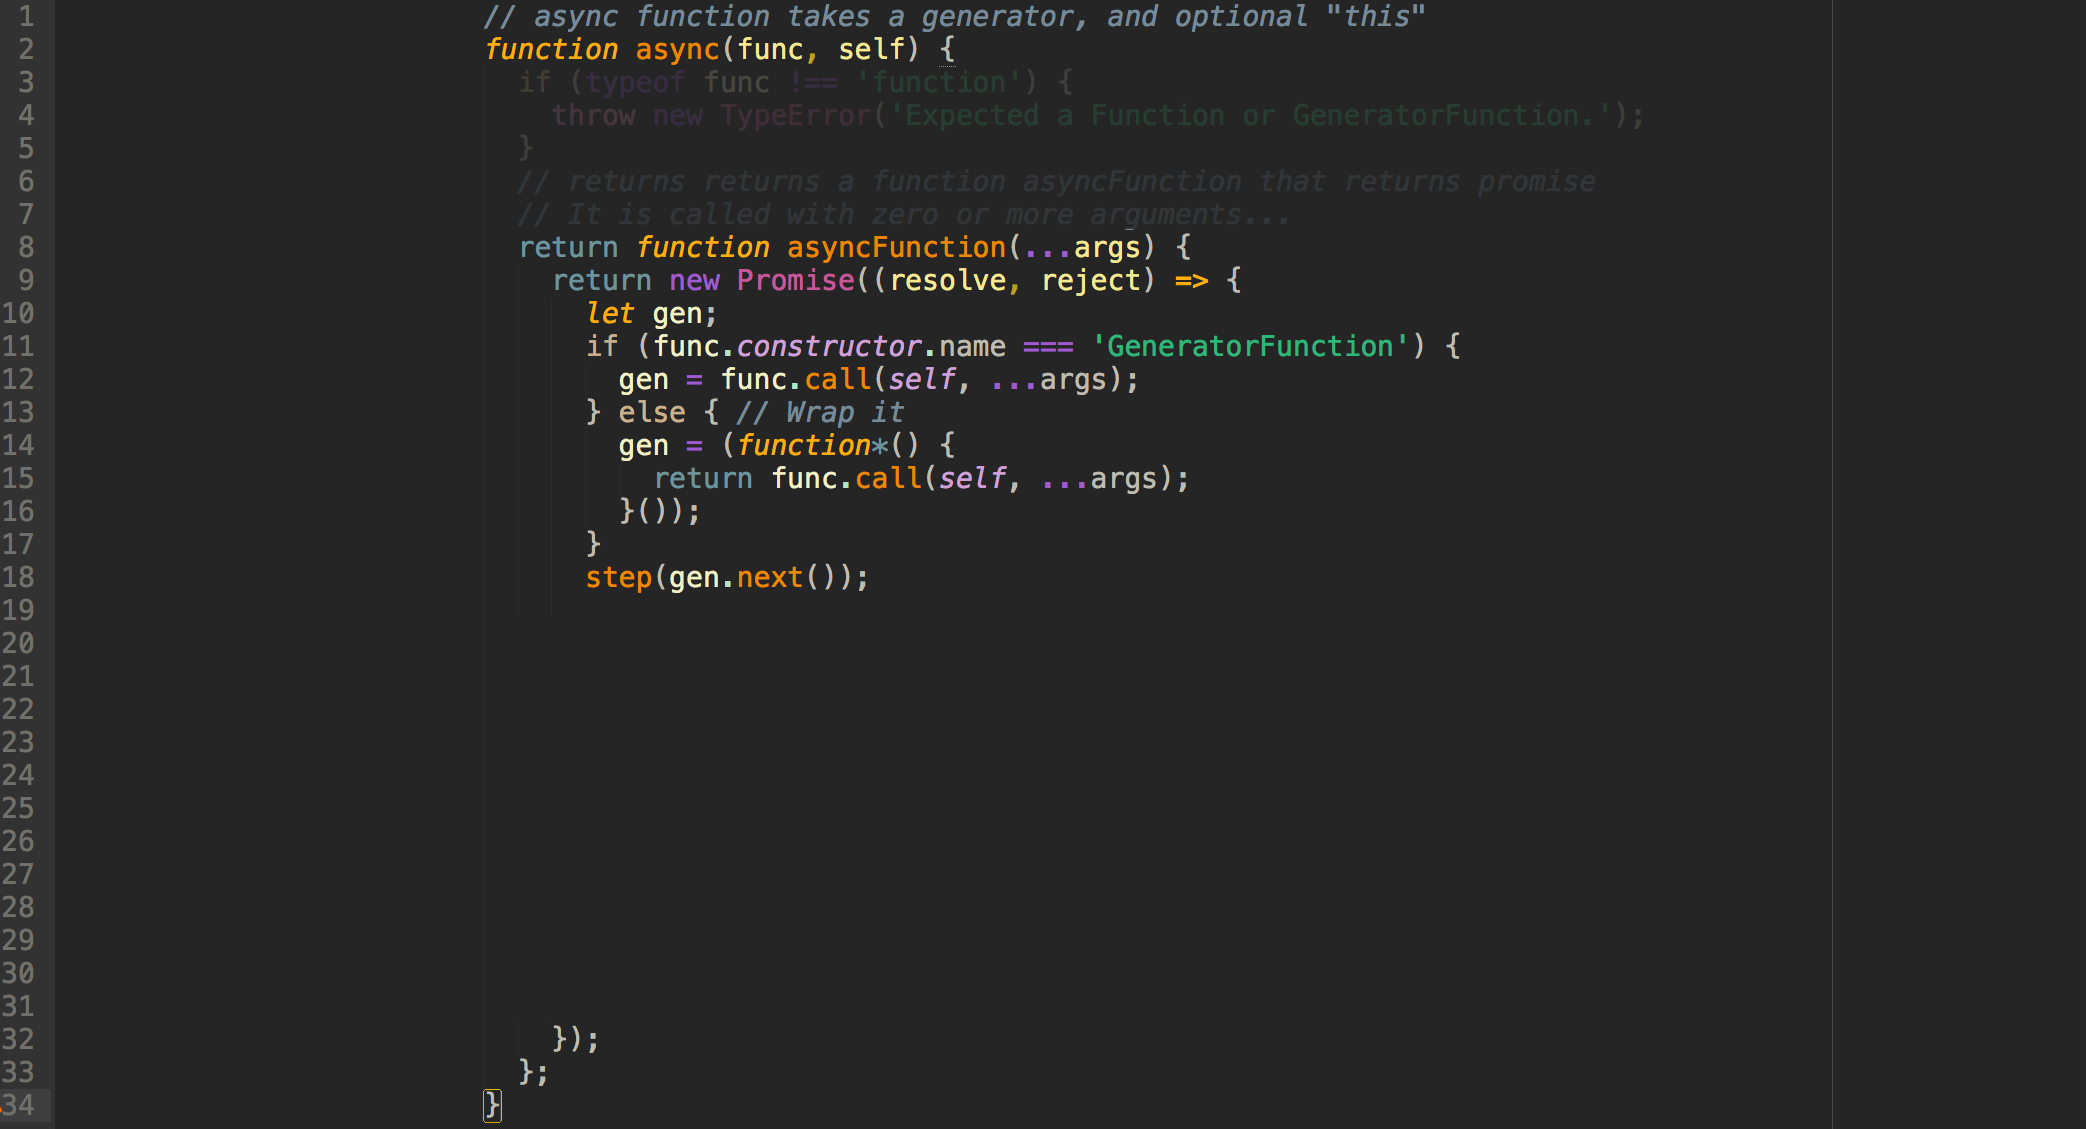 1 // async function takes a generator, and optional "this"
2 function async(func, self) {
3   if (typeof func !== 'function') {
4     throw new TypeError('Expected a Function or GeneratorFunction.');
5   }
6   // returns returns a function asyncFunction that returns promise
7   // It is called with zero or more arguments...
8   return function asyncFunction(...args) {
9     return new Promise((resolve, reject) => {
10       let gen;
11       if (func.constructor.name === 'GeneratorFunction') {
12         gen = func.call(self, ...args);
13       } else { // Wrap it
14         gen = (function*() {
15           return func.call(self, ...args);
16         }());
17       }
18       step(gen.next());
19
20
21
22
23
24
25
26
27
28
29
30
31
32     });
33   };
34 }